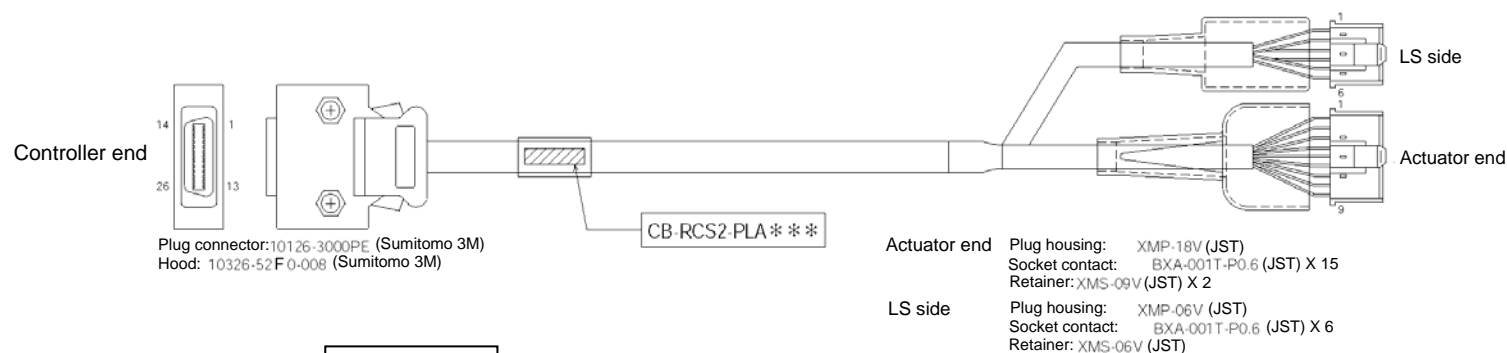 1
LS side
6
1
Actuator end
9
Controller end
14 1
26 13
CB-RCS2-PLA＊＊＊
Plug connector:10126-3000PE (Sumitomo 3M)
Hood: 10326-52F0-008 (Sumitomo 3M)
Actuator end Plug housing: XMP-18V (JST)
Socket contact: BXA-001T-P0.6 (JST) X 15
Retainer: XMS-09V (JST) X 2
LS side Plug housing: XMP-06V (JST)
Socket contact: BXA-001T-P0.6 (JST) X 6
Retainer: XMS-06V (JST)